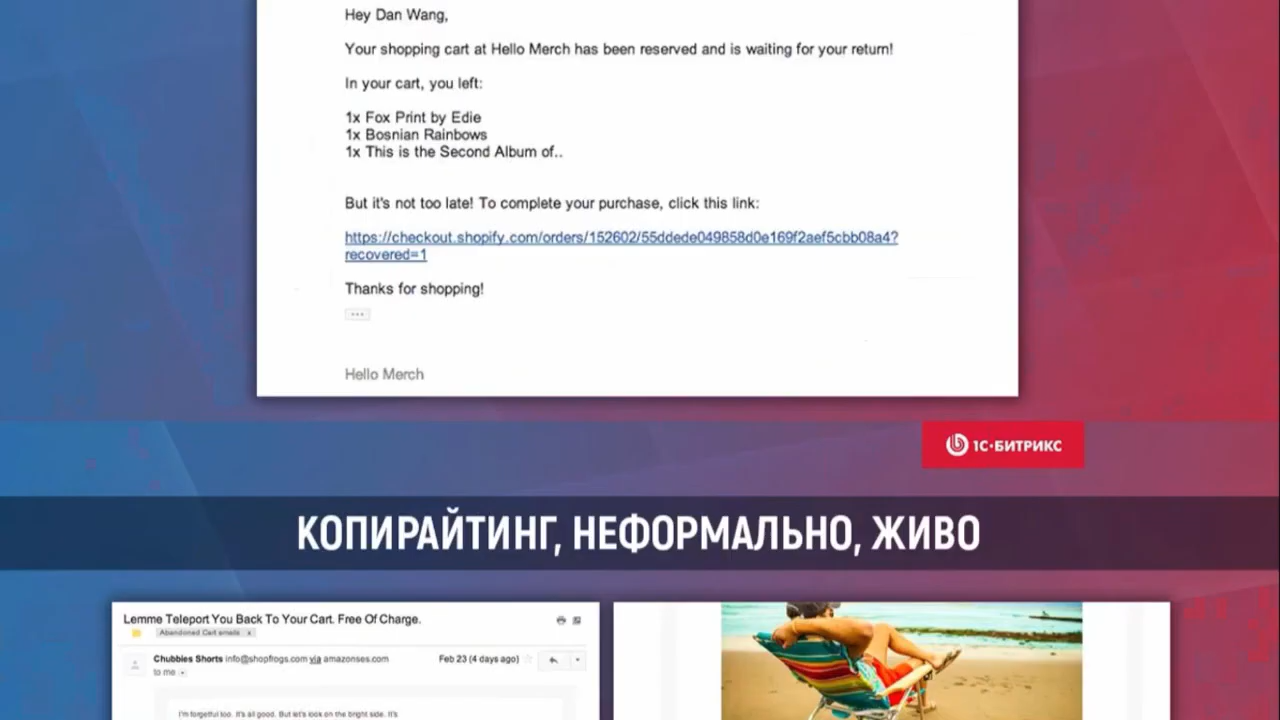 Hey Dan Wang,
Your shopping cart at Hello Merch has been reserved and is waiting for your return!
In your cart, you left:
1x Fox Print by Edie
1x Bosnian Rainbows
1x This is the Second Album of..
But it's not too late! To complete your purchase, click this link:
https://checkout.shopify.com/orders/152602/55ddede049858d0e169f2aef5cbb08a4?
recovered=1
Thanks for shopping!
Hello Merch
1С-БИТРИКС
КОПИРАЙТИНГ, НЕФОРМАЛЬНО, ЖИВО
Lemme Teleport You Back To Your Cart. Free Of Charge.
Abandoned Cart emails x
Chubbies Shorts info@shopfrogs.com via amazonses.com
Feb 23 (4 days ago)
to me
I'm forgetful too. It's all good. But let's look on the bright side. It's